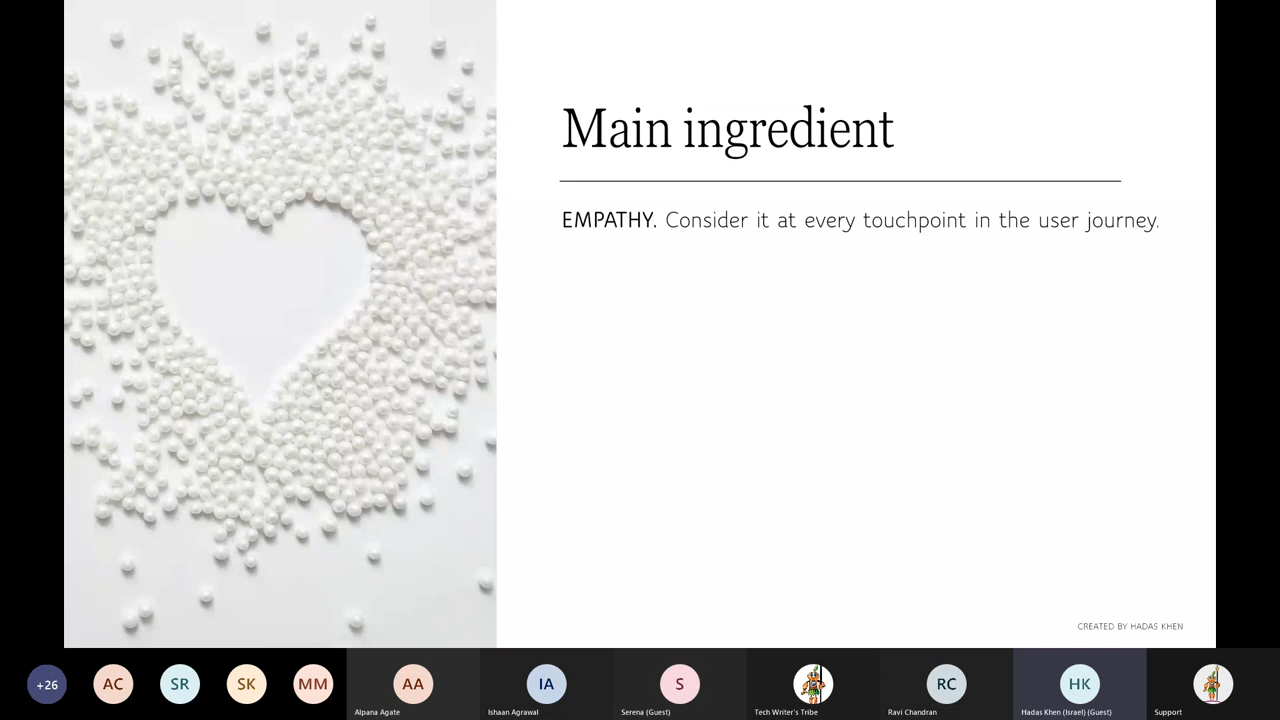 Main ingredient
EMPATHY. Consider it at every touchpoint in the user journey.
CREATED BY HADAS KHEN
+26
AC
SR
SK
MM
AA
IA
S
RC
HK
Alpana Agate
Ishaan Agrawal
Serena (Guest)
Tech Writer's Tribe
Ravi Chandran
Hadas Khen (Israel) (Guest)
Support